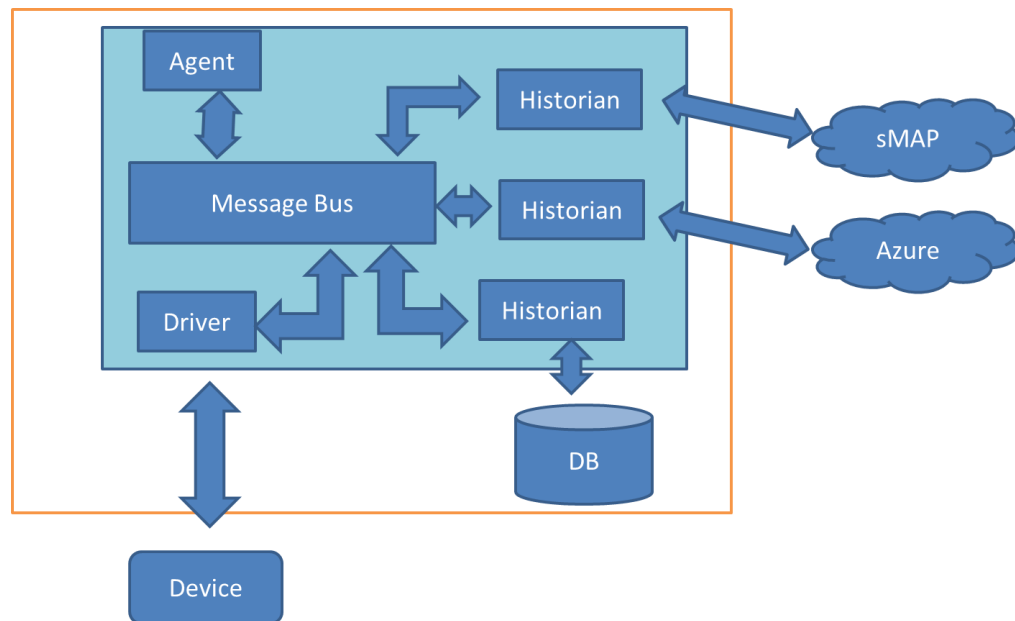 Agent
Historian
sMAP
Message Bus
Historian
Azure
Driver
Historian
DB
Device